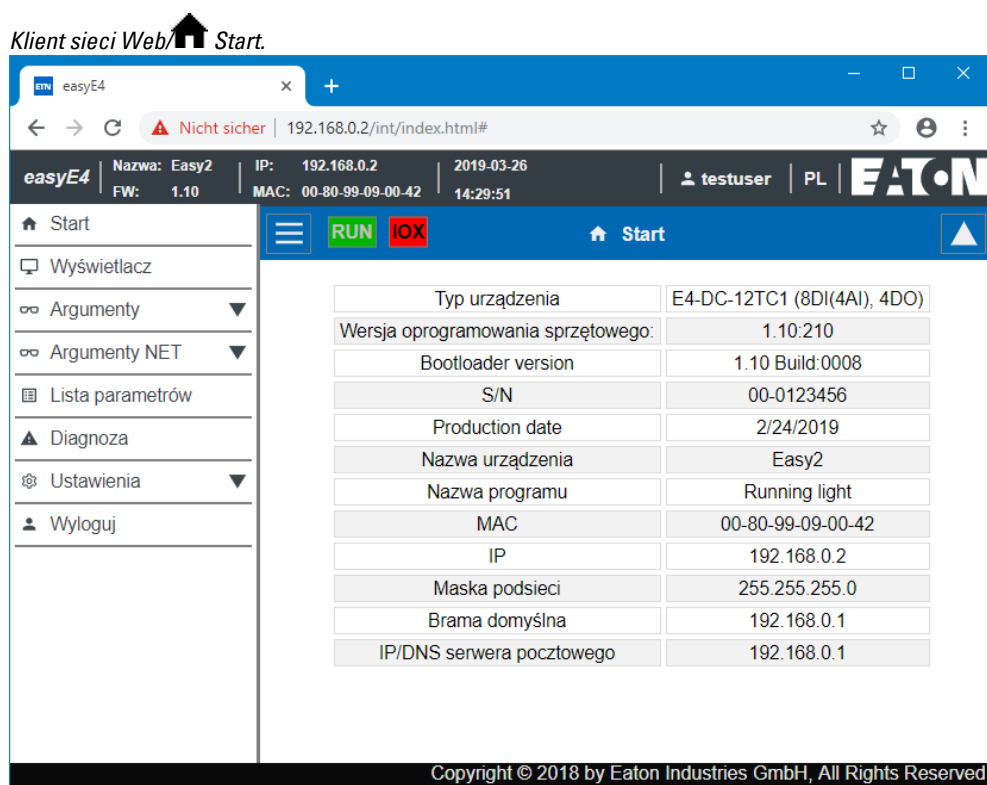 Klient sieci Web/ Start.
ETN easyE4
Nicht sicher | 192.168.0.2/int/index.html#
easyE4 Nazwa: Easy2 IP: 192.168.0.2 2019-03-26 testuser PL EATON
FW: 1.10 MAC: 00-80-99-09-00-42 14:29:51
Start
Wyświetlacz
Argumenty
Argumenty NET
Lista parametrów
Diagnoza
Ustawienia
Wyloguj
RUN IOX Start
Typ urządzenia E4-DC-12TC1 (8DI(4AI), 4DO)
Wersja oprogramowania sprzętowego: 1.10:210
Bootloader version 1.10 Build:0008
S/N 00-0123456
Production date 2/24/2019
Nazwa urządzenia Easy2
Nazwa programu Running light
MAC 00-80-99-09-00-42
IP 192.168.0.2
Maska podsieci 255.255.255.0
Brama domyślna 192.168.0.1
IP/DNS serwera pocztowego 192.168.0.1
Copyright © 2018 by Eaton Industries GmbH, All Rights Reserved